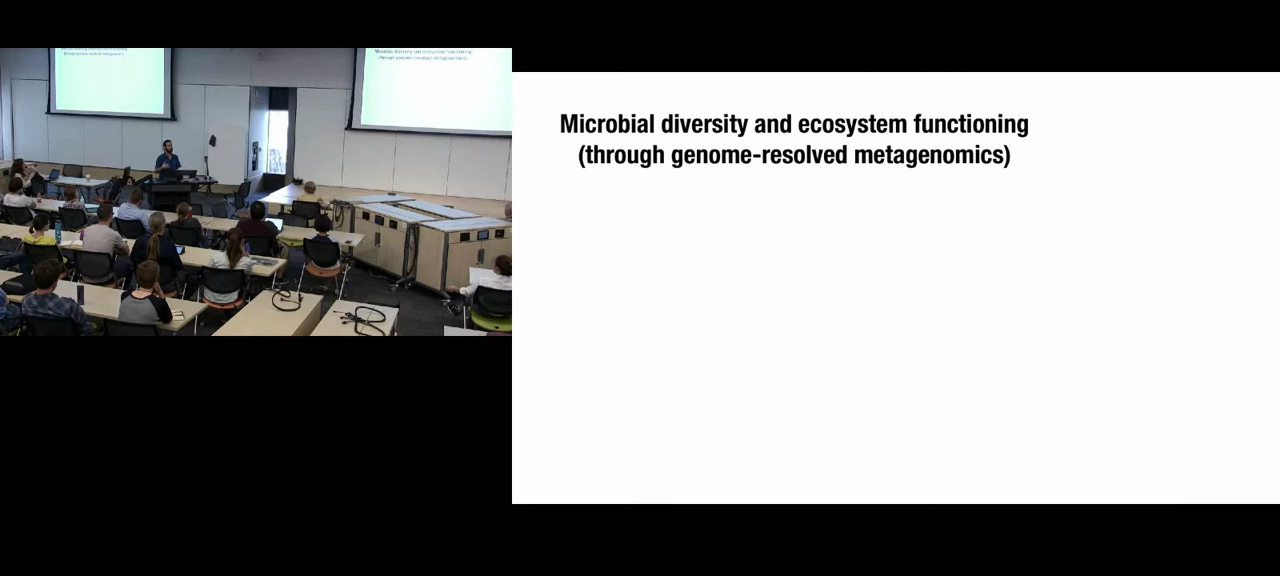 Microbial diversity and ecosystem functioning
(through genome-resolved metagenomics)